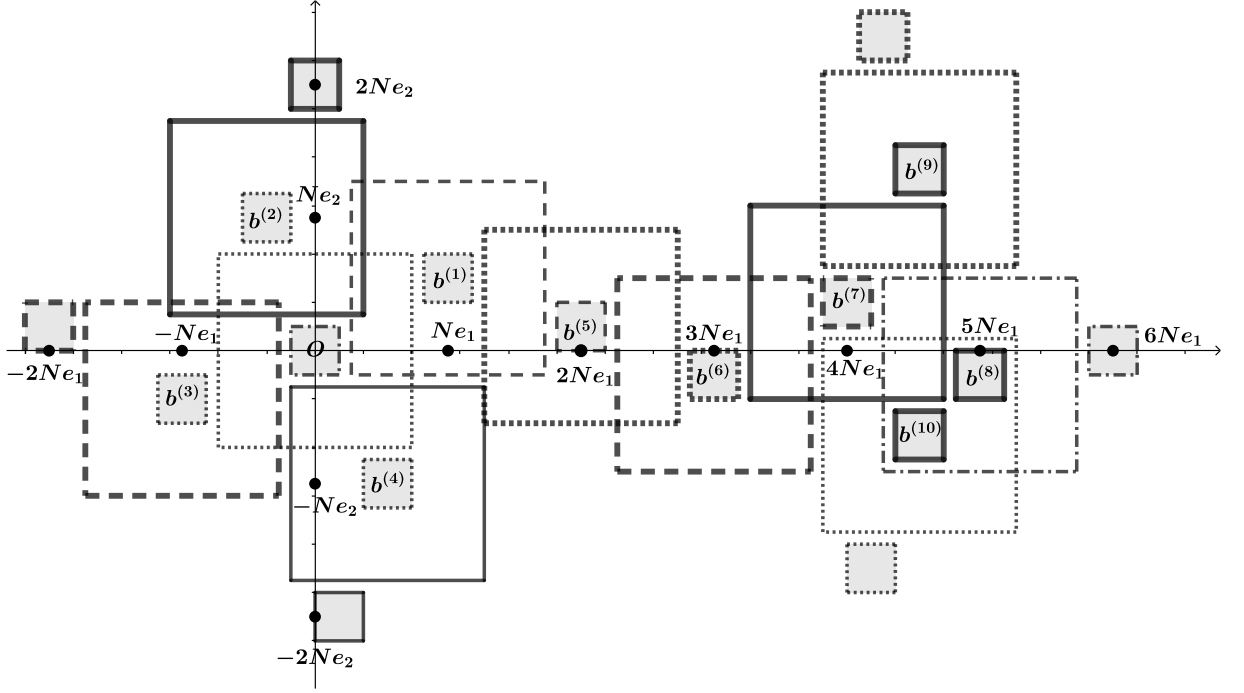 2Ne₂
b⁽⁹⁾
Ne₂
b⁽²⁾
b⁽¹⁾
b⁽⁷⁾
−Ne₁
Ne₁
b⁽⁵⁾
3Ne₁
5Ne₁
6Ne₁
O
−2Ne₁
2Ne₁
b⁽⁶⁾
4Ne₁
b⁽⁸⁾
b⁽³⁾
b⁽¹⁰⁾
b⁽⁴⁾
−Ne₂
−2Ne₂